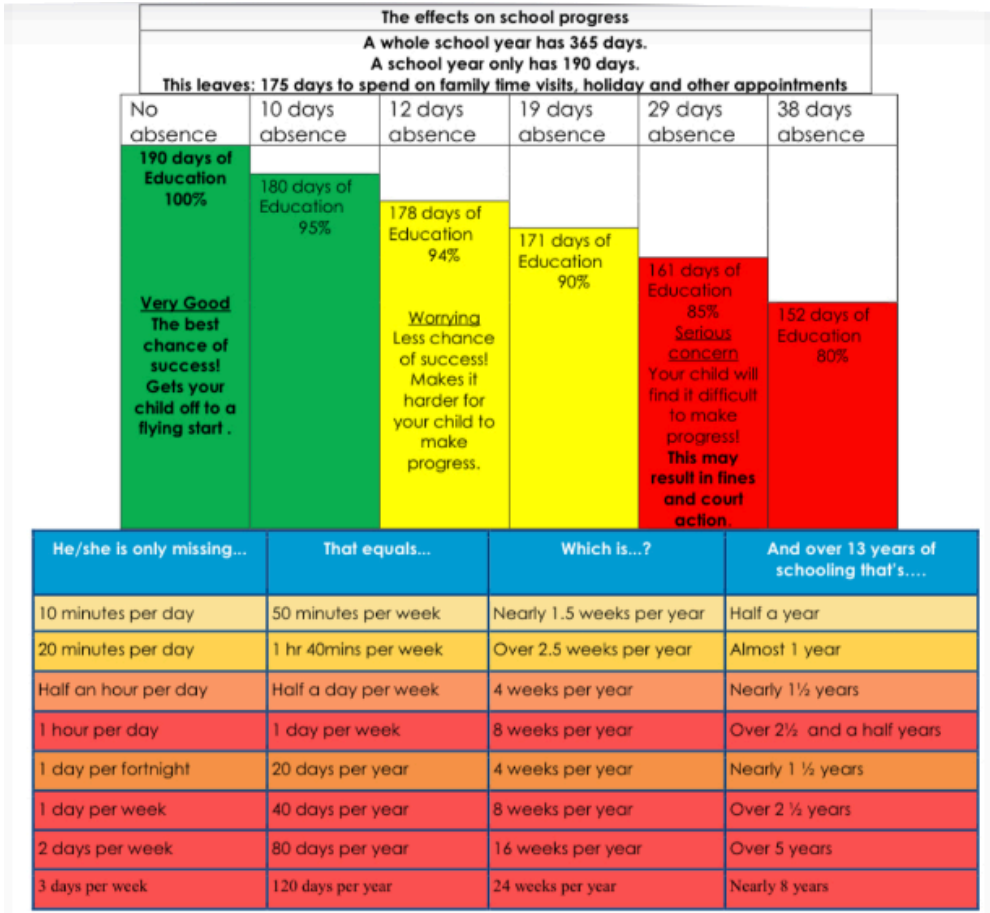 The effects on school progress
A whole school year has 365 days.
A school year only has 190 days.
This leaves: 175 days to spend on family time visits, holiday and other appointments
No
absence
10 days
absence
12 days
absence
19 days
absence
29 days
absence
38 days
absence
190 days of
Education
100%
Very Good
The best
chance of
success!
Gets your
child off to a
flying start .
180 days of
Education
95%
178 days of
Education
94%
Worrying
Less chance
of success!
Makes it
harder for
your child to
make
progress.
171 days of
Education
90%
161 days of
Education
85%
Serious
concern
Your child will
find it difficult
to make
progress!
This may
result in fines
and court
action.
152 days of
Education
80%
He/she is only missing...
That equals...
Which is...?
And over 13 years of
schooling that's....
10 minutes per day
50 minutes per week
Nearly 1.5 weeks per year
Half a year
20 minutes per day
1 hr 40mins per week
Over 2.5 weeks per year
Almost 1 year
Half an hour per day
Half a day per week
4 weeks per year
Nearly 1½ years
1 hour per day
1 day per week
8 weeks per year
Over 2½ and a half years
1 day per fortnight
20 days per year
4 weeks per year
Nearly 1 ½ years
1 day per week
40 days per year
8 weeks per year
Over 2 ½ years
2 days per week
80 days per year
16 weeks per year
Over 5 years
3 days per week
120 days per year
24 weeks per year
Nearly 8 years